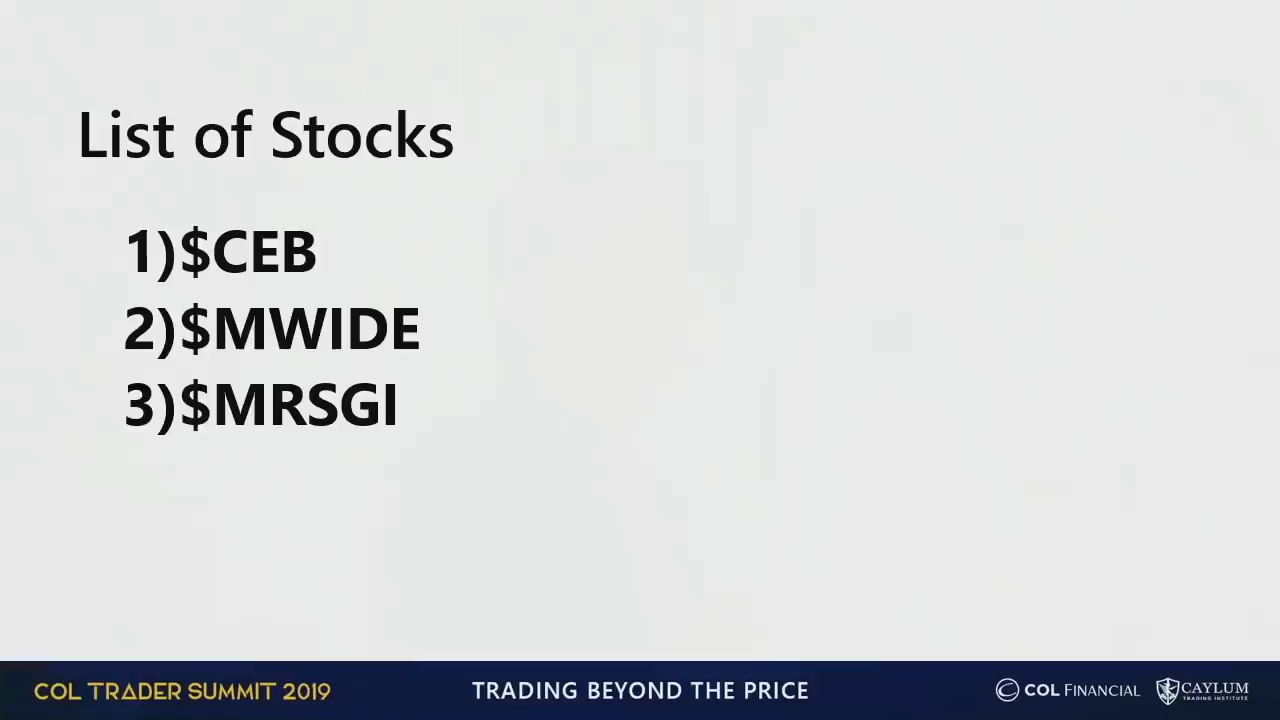 List of Stocks
1)$CEB
2)$MWIDE
3)$MRSGI
COL TRADER SUMMIT 2019
TRADING BEYOND THE PRICE
COL FINANCIAL
CAYLUM
TRADING INSTITUTE